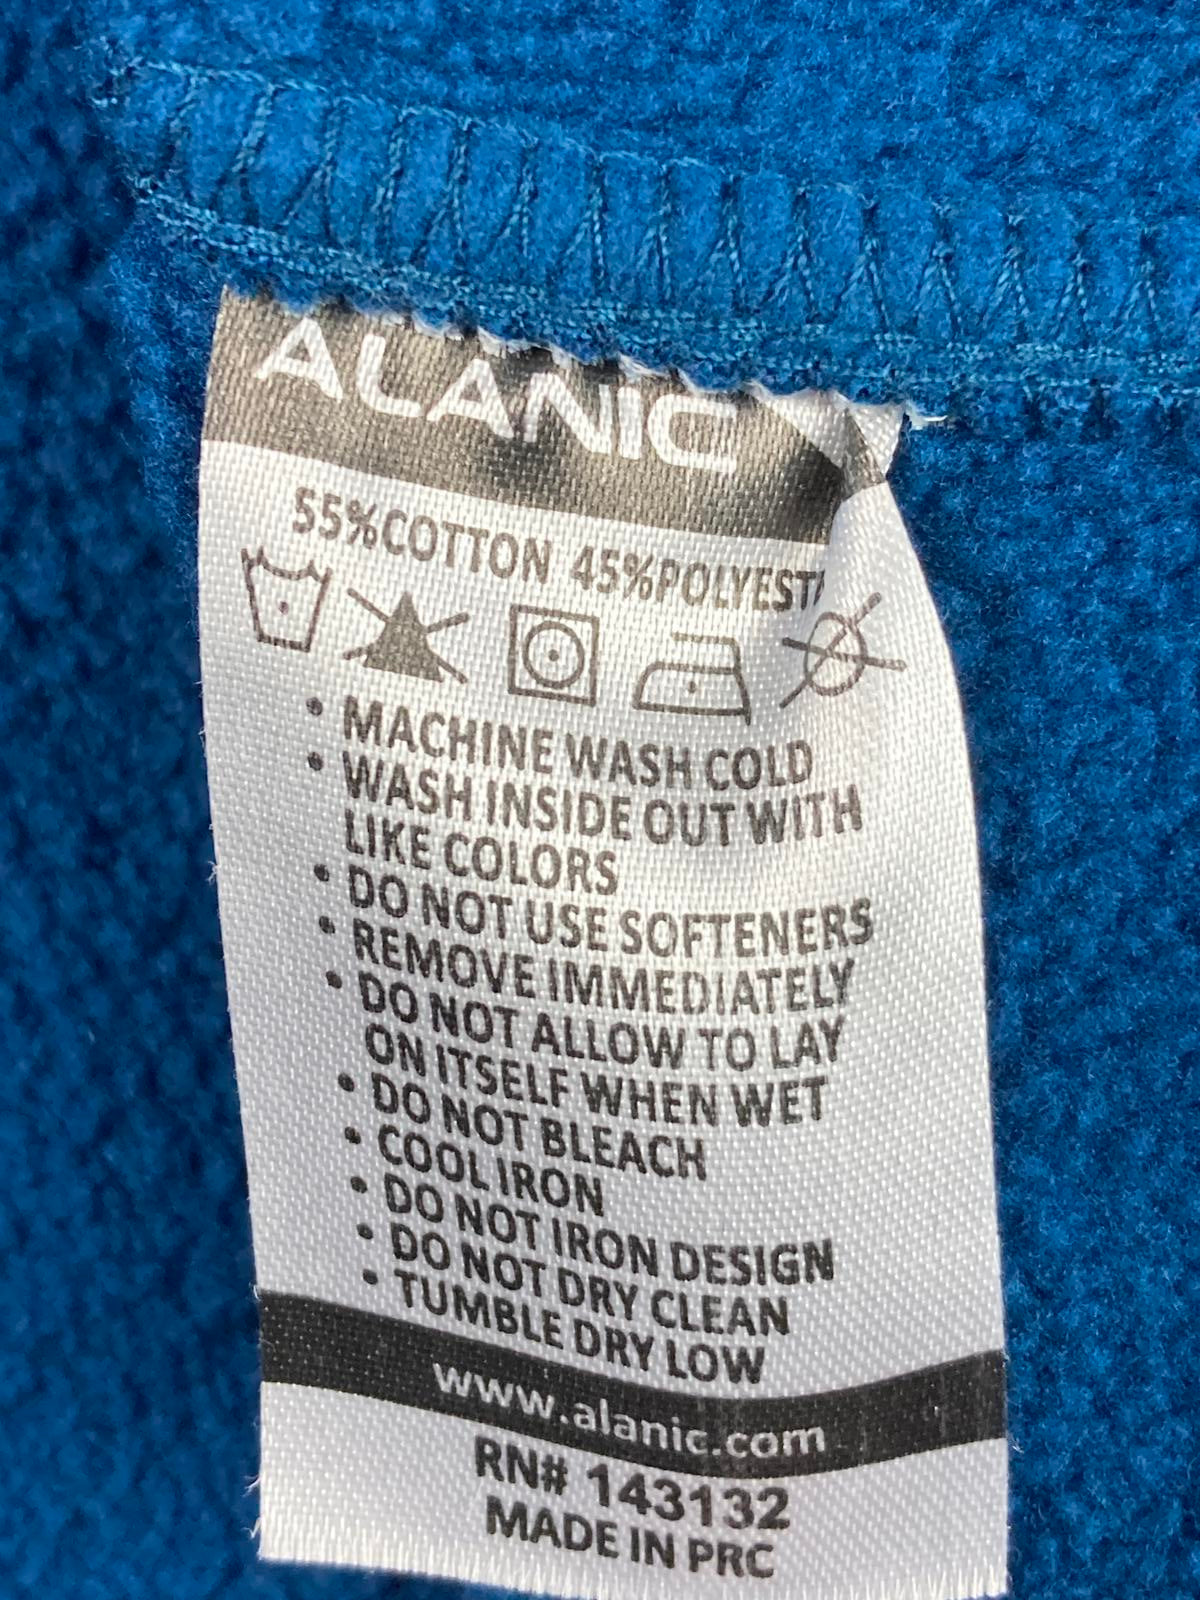 ALANIC
55%COTTON 45%POLYEST
• MACHINE WASH COLD
• WASH INSIDE OUT WITH
LIKE COLORS
• DO NOT USE SOFTENERS
• REMOVE IMMEDIATELY
• DO NOT ALLOW TO LAY
ON ITSELF WHEN WET
• DO NOT BLEACH
• COOL IRON
• DO NOT IRON DESIGN
• DO NOT DRY CLEAN
• TUMBLE DRY LOW
www.alanic.com
RN# 143132
MADE IN PRC